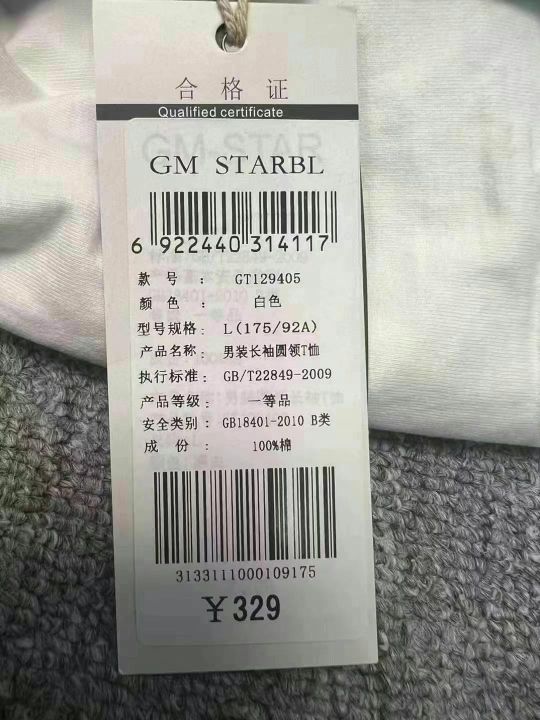 合格证
Qualified certificate
GM STARBL
6 922440 314117
款号: GT129405
颜色: 白色
型号规格: L(175/92A)
产品名称: 男装长袖圆领T恤
执行标准: GB/T22849-2009
产品等级: 一等品
安全类别: GB18401-2010 B类
成份: 100%棉
3133111000109175
¥329